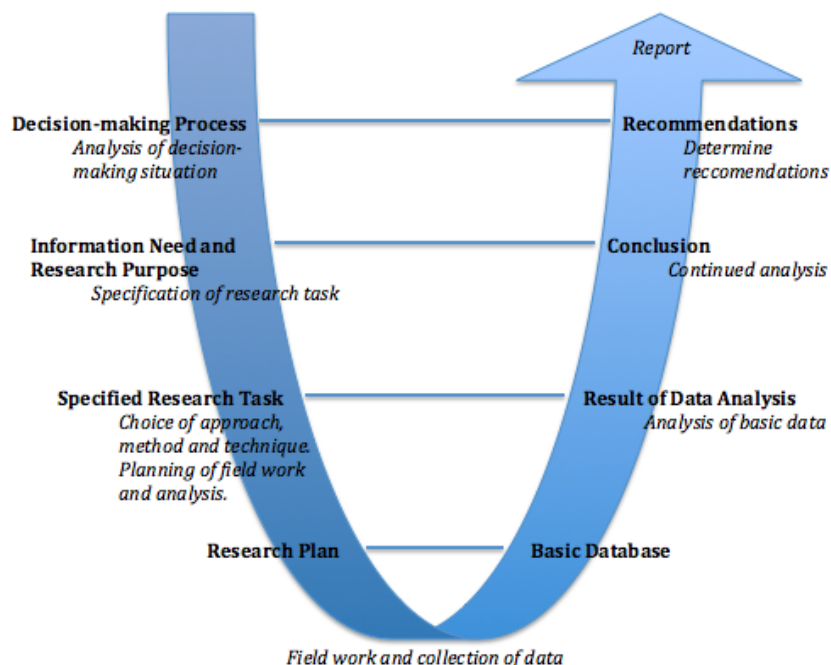 Report
Decision-making Process
Analysis of decision-
making situation
Recommendations
Determine
reccomendations
Information Need and
Research Purpose
Specification of research task
Conclusion
Continued analysis
Specified Research Task
Choice of approach,
method and technique.
Planning of field work
and analysis.
Result of Data Analysis
Analysis of basic data
Research Plan
Basic Database
Field work and collection of data